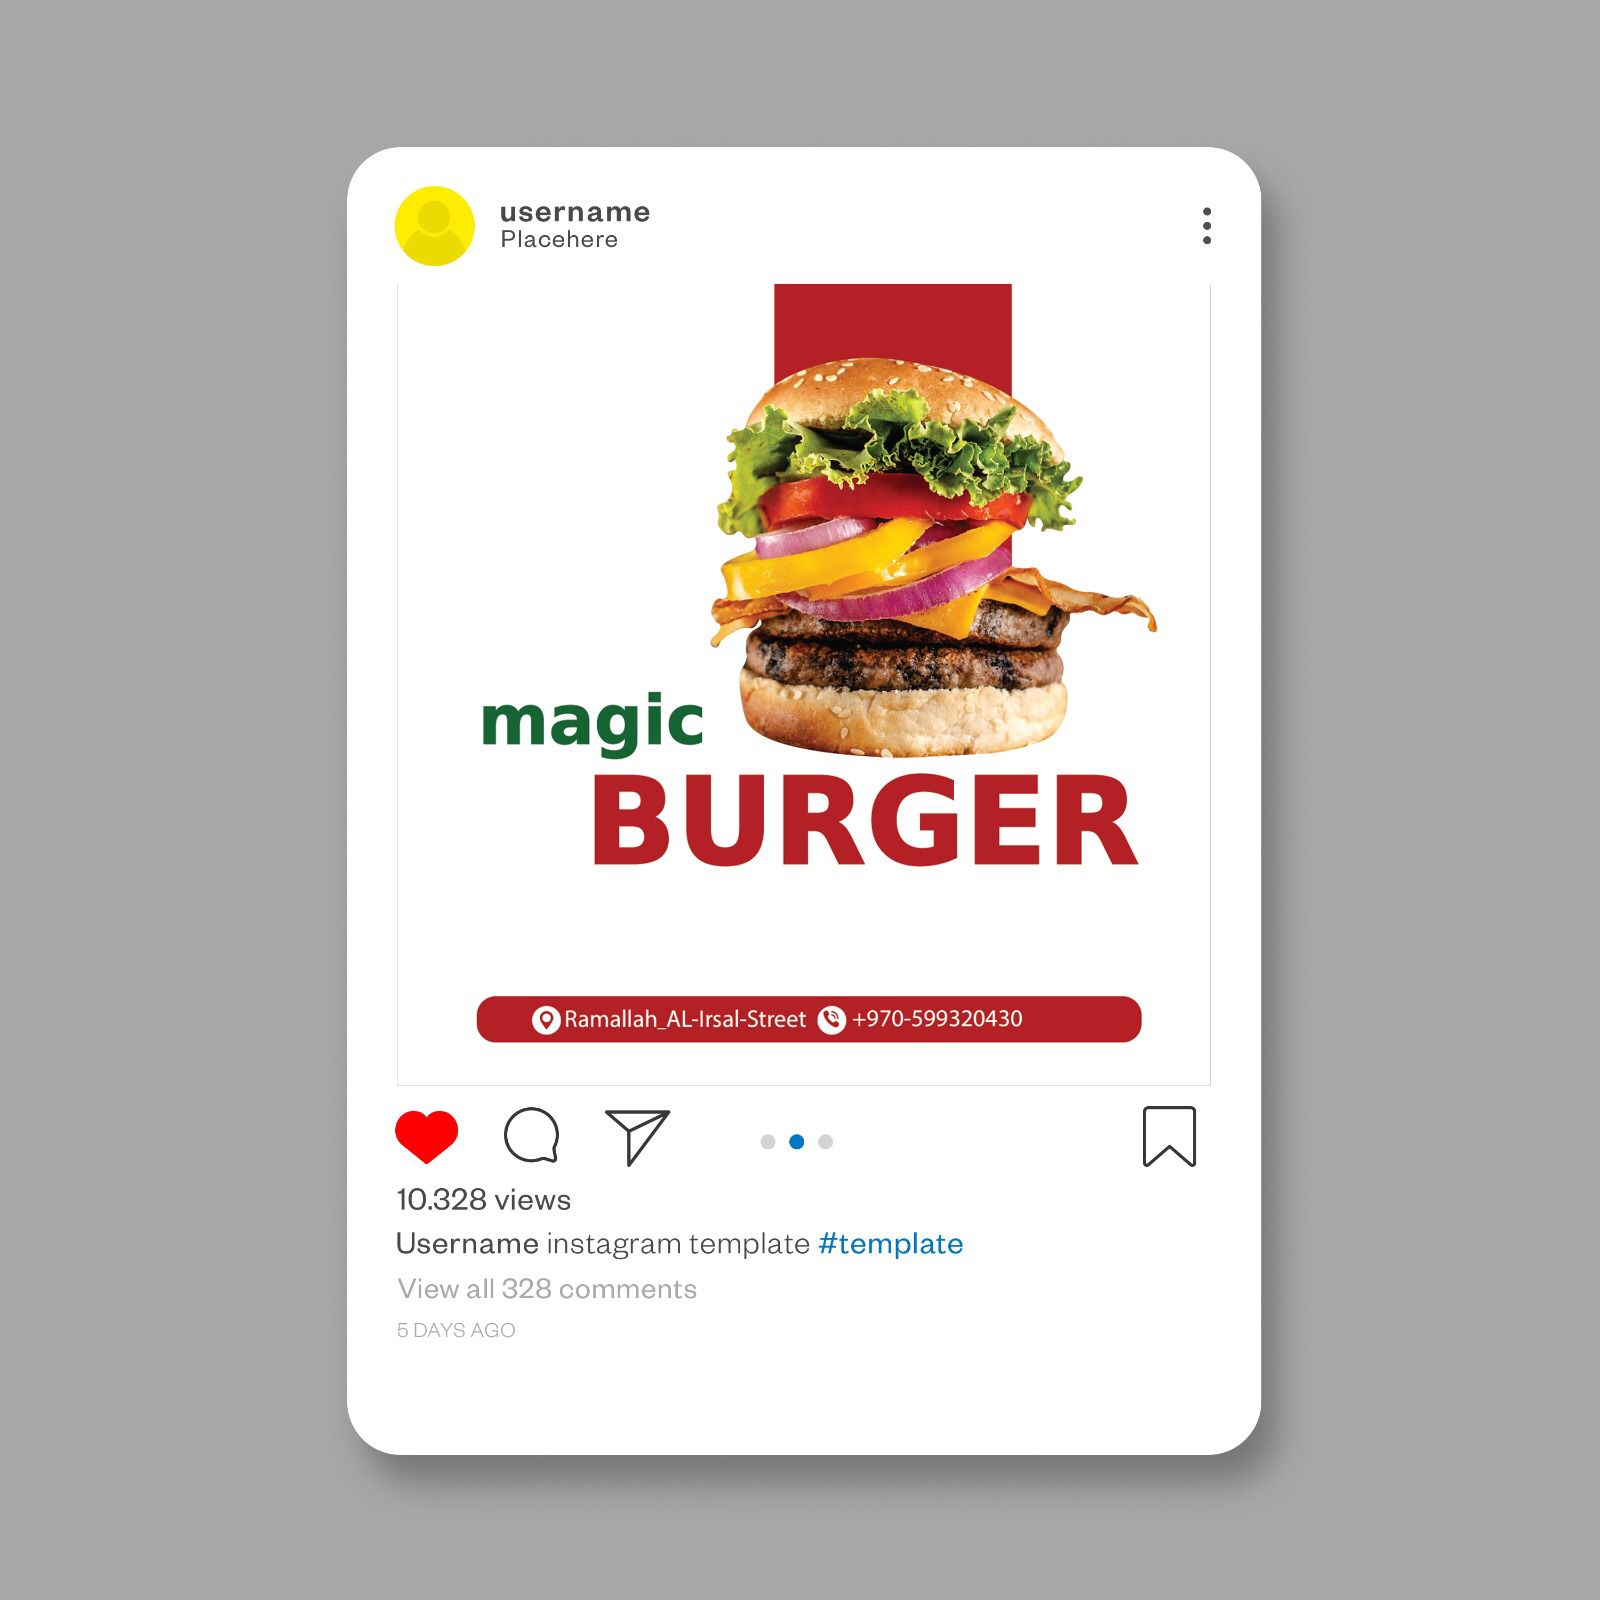 username
Placehere
magic
BURGER
Ramallah_AL-Irsal-Street +970-599320430
10.328 views
Username instagram template #template
View all 328 comments
5 DAYS AGO